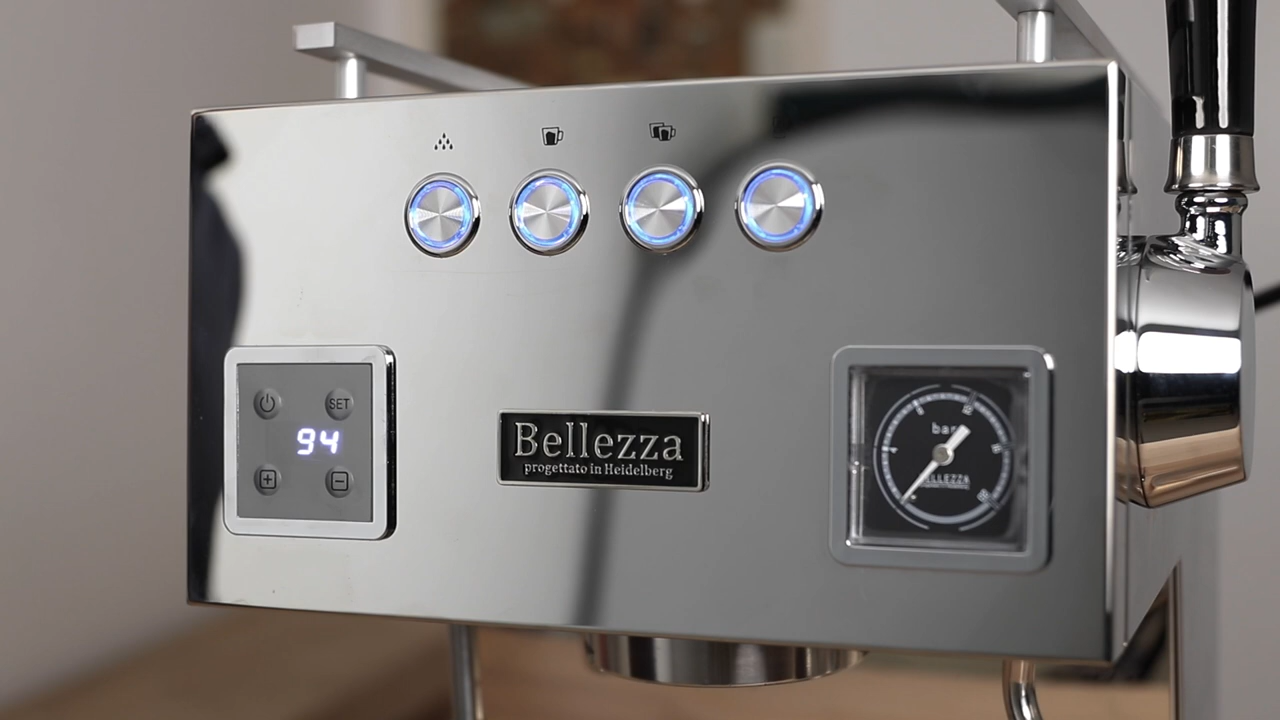 SET
94
Bellezza
progettato in Heidelberg
bar
BELLEZZA